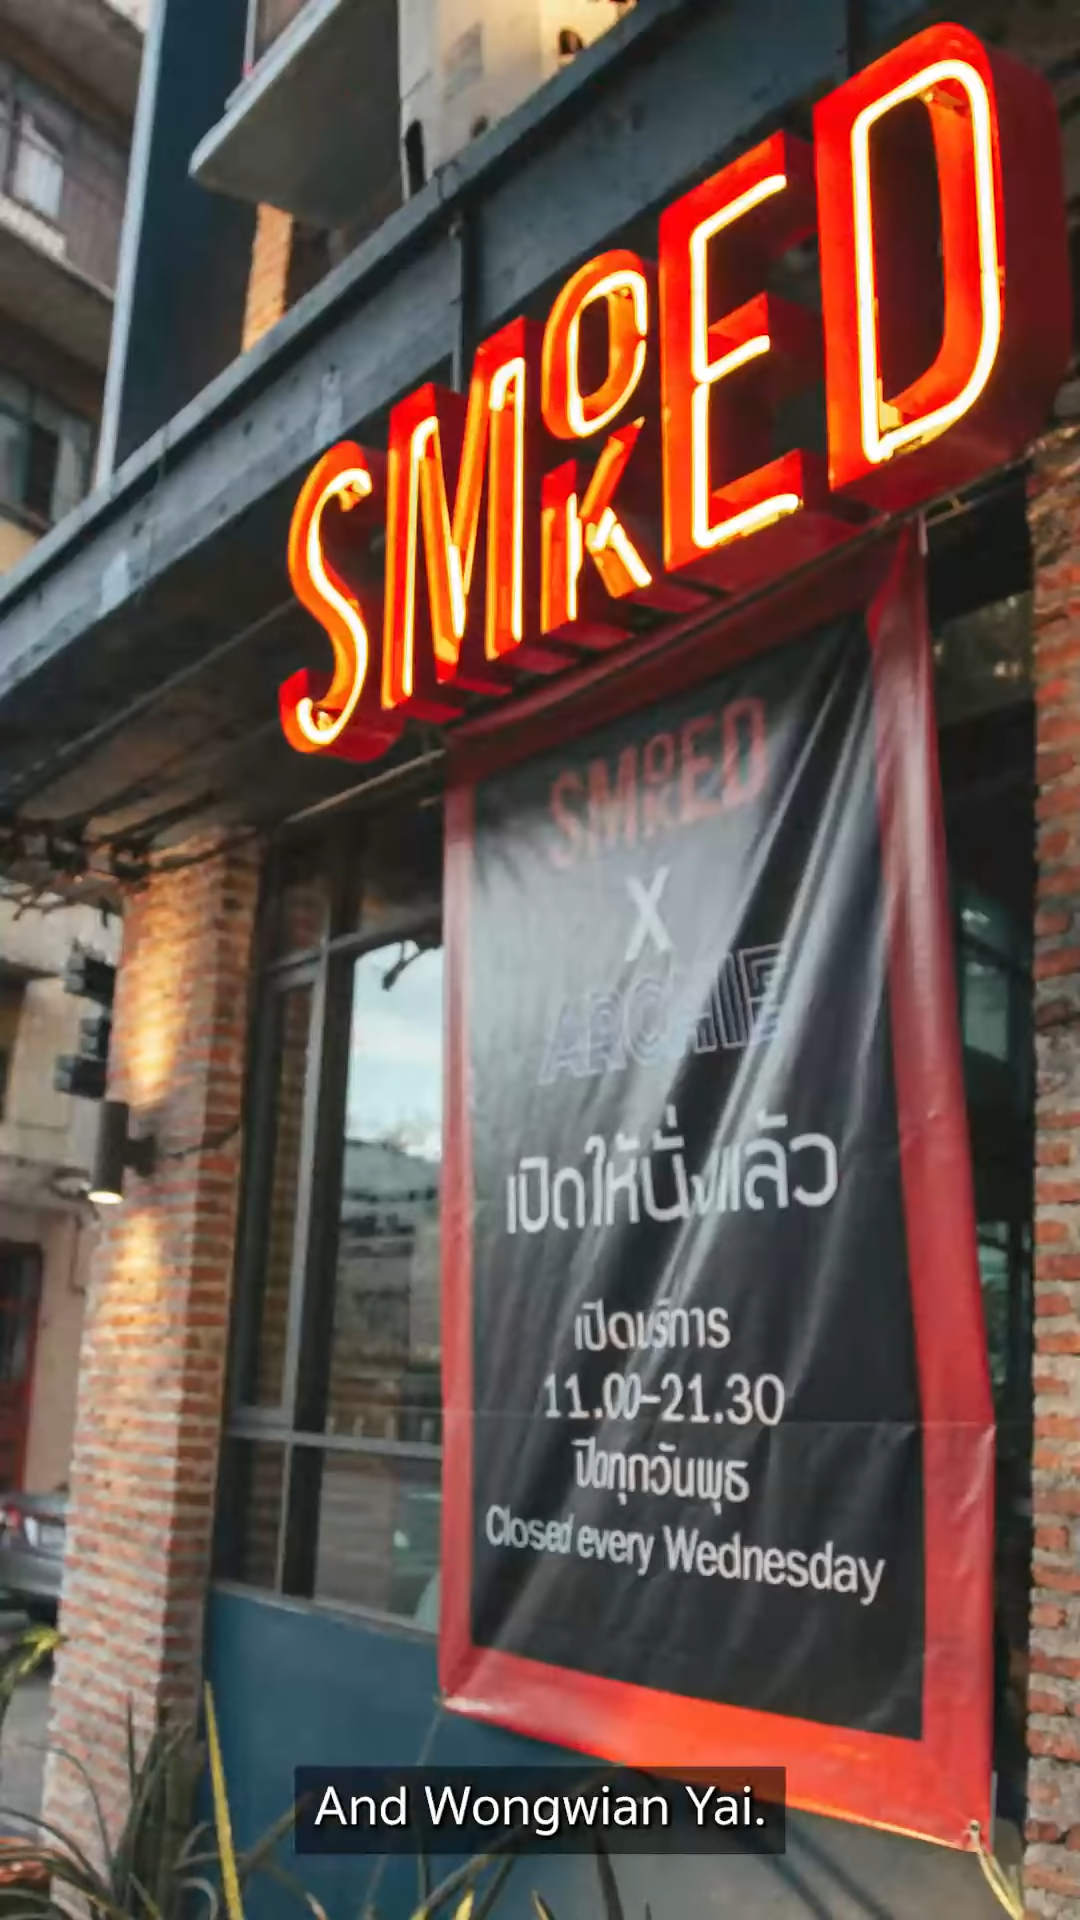 SMOKED
SMOKED
X
ARCHIE
เปิดให้นั่งแล้ว
เปิดบริการ
11.00-21.30
ปิดทุกวันพุธ
Closed every Wednesday
And Wongwian Yai.